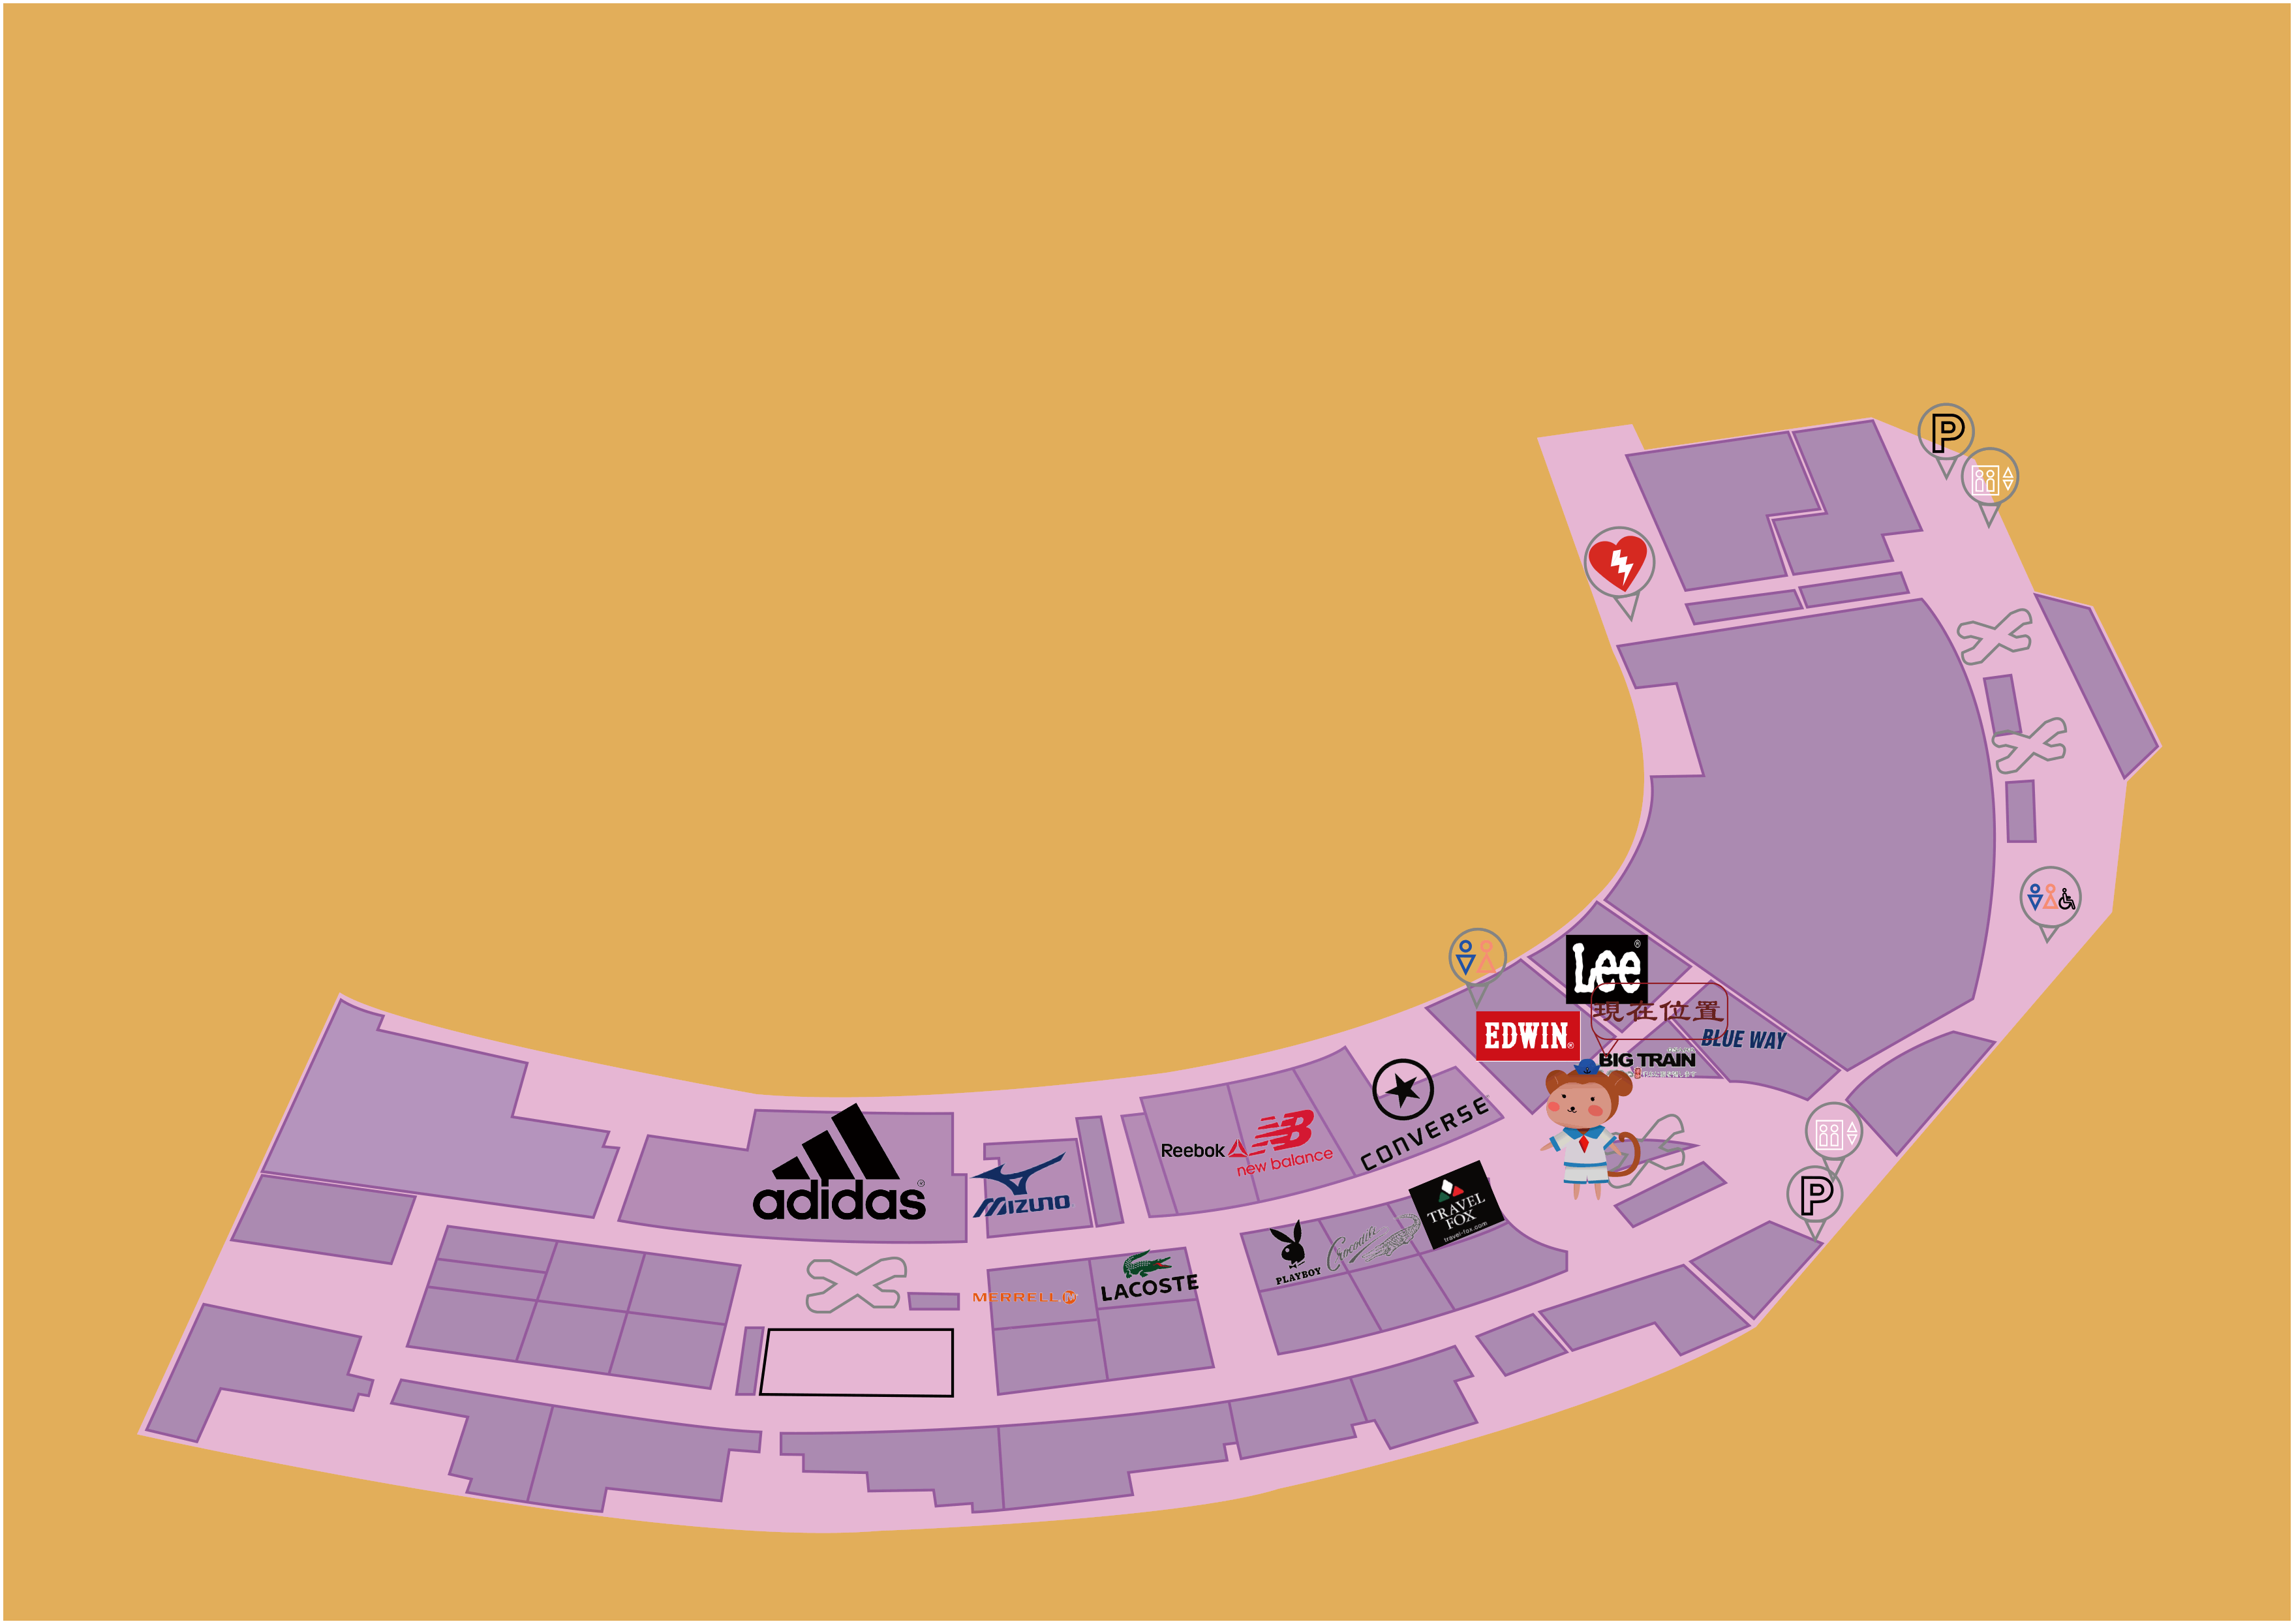 P
Lee®
現在位置
EDWIN®
BLUE WAY
BIG TRAIN
CONVERSE
Reebok
new balance
adidas®
MIZUNO
P
TRAVEL
FOX
travel-fox.com
Crocodile
PLAYBOY
LACOSTE
MERRELL